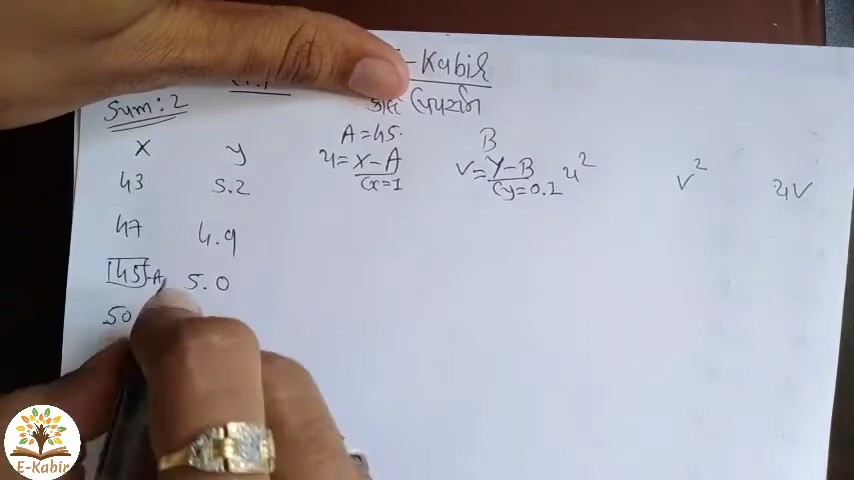 -Kabir
Sum: 2
A=45.
B
x
y
u=x-A
Cx=1
v=Y-B
Cy=0.1
u²
v²
uv
43
5.2
47
4.9
45-A
5.0
50
E-Kabir